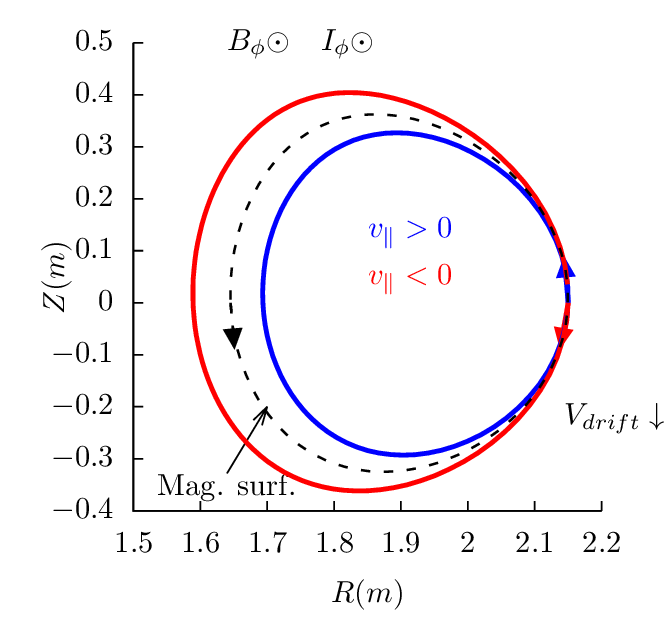 B_ϕ⊙ I_ϕ⊙
0.5
0.4
0.3
0.2
0.1
0
−0.1
−0.2
−0.3
−0.4
Z(m)
v_∥ > 0
v_∥ < 0
V_drift ↓
Mag. surf.
1.5 1.6 1.7 1.8 1.9 2 2.1 2.2
R(m)